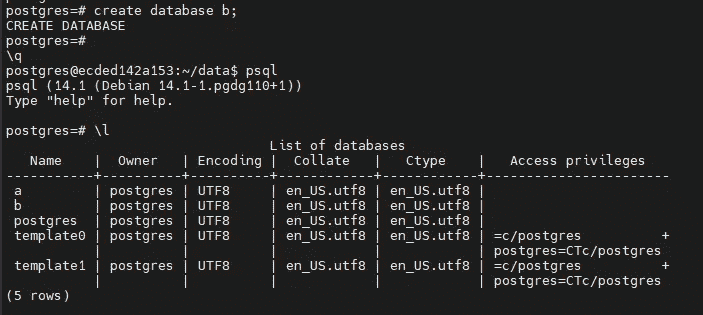 postgres=# create database b;
CREATE DATABASE
postgres=#
\q
postgres@ecded142a153:~/data$ psql
psql (14.1 (Debian 14.1-1.pgdg110+1))
Type "help" for help.

postgres=# \l
                                 List of databases
   Name    |  Owner   | Encoding |  Collate   |   Ctype    |   Access privileges
-----------+----------+----------+------------+------------+-----------------------
 a         | postgres | UTF8     | en_US.utf8 | en_US.utf8 |
 b         | postgres | UTF8     | en_US.utf8 | en_US.utf8 |
 postgres  | postgres | UTF8     | en_US.utf8 | en_US.utf8 |
 template0 | postgres | UTF8     | en_US.utf8 | en_US.utf8 | =c/postgres          +
           |          |          |            |            | postgres=CTc/postgres
 template1 | postgres | UTF8     | en_US.utf8 | en_US.utf8 | =c/postgres          +
           |          |          |            |            | postgres=CTc/postgres
(5 rows)